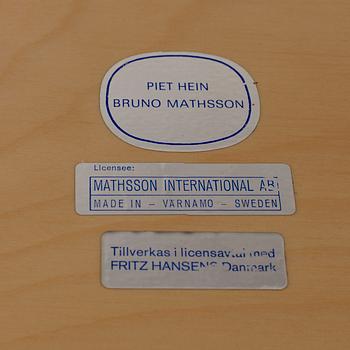 PIET HEIN
BRUNO MATHSSON
Licensee:
MATHSSON INTERNATIONAL AB
MADE IN - VÄRNAMO - SWEDEN
Tillverkas i licensavtal med
FRITZ HANSENS Danmark